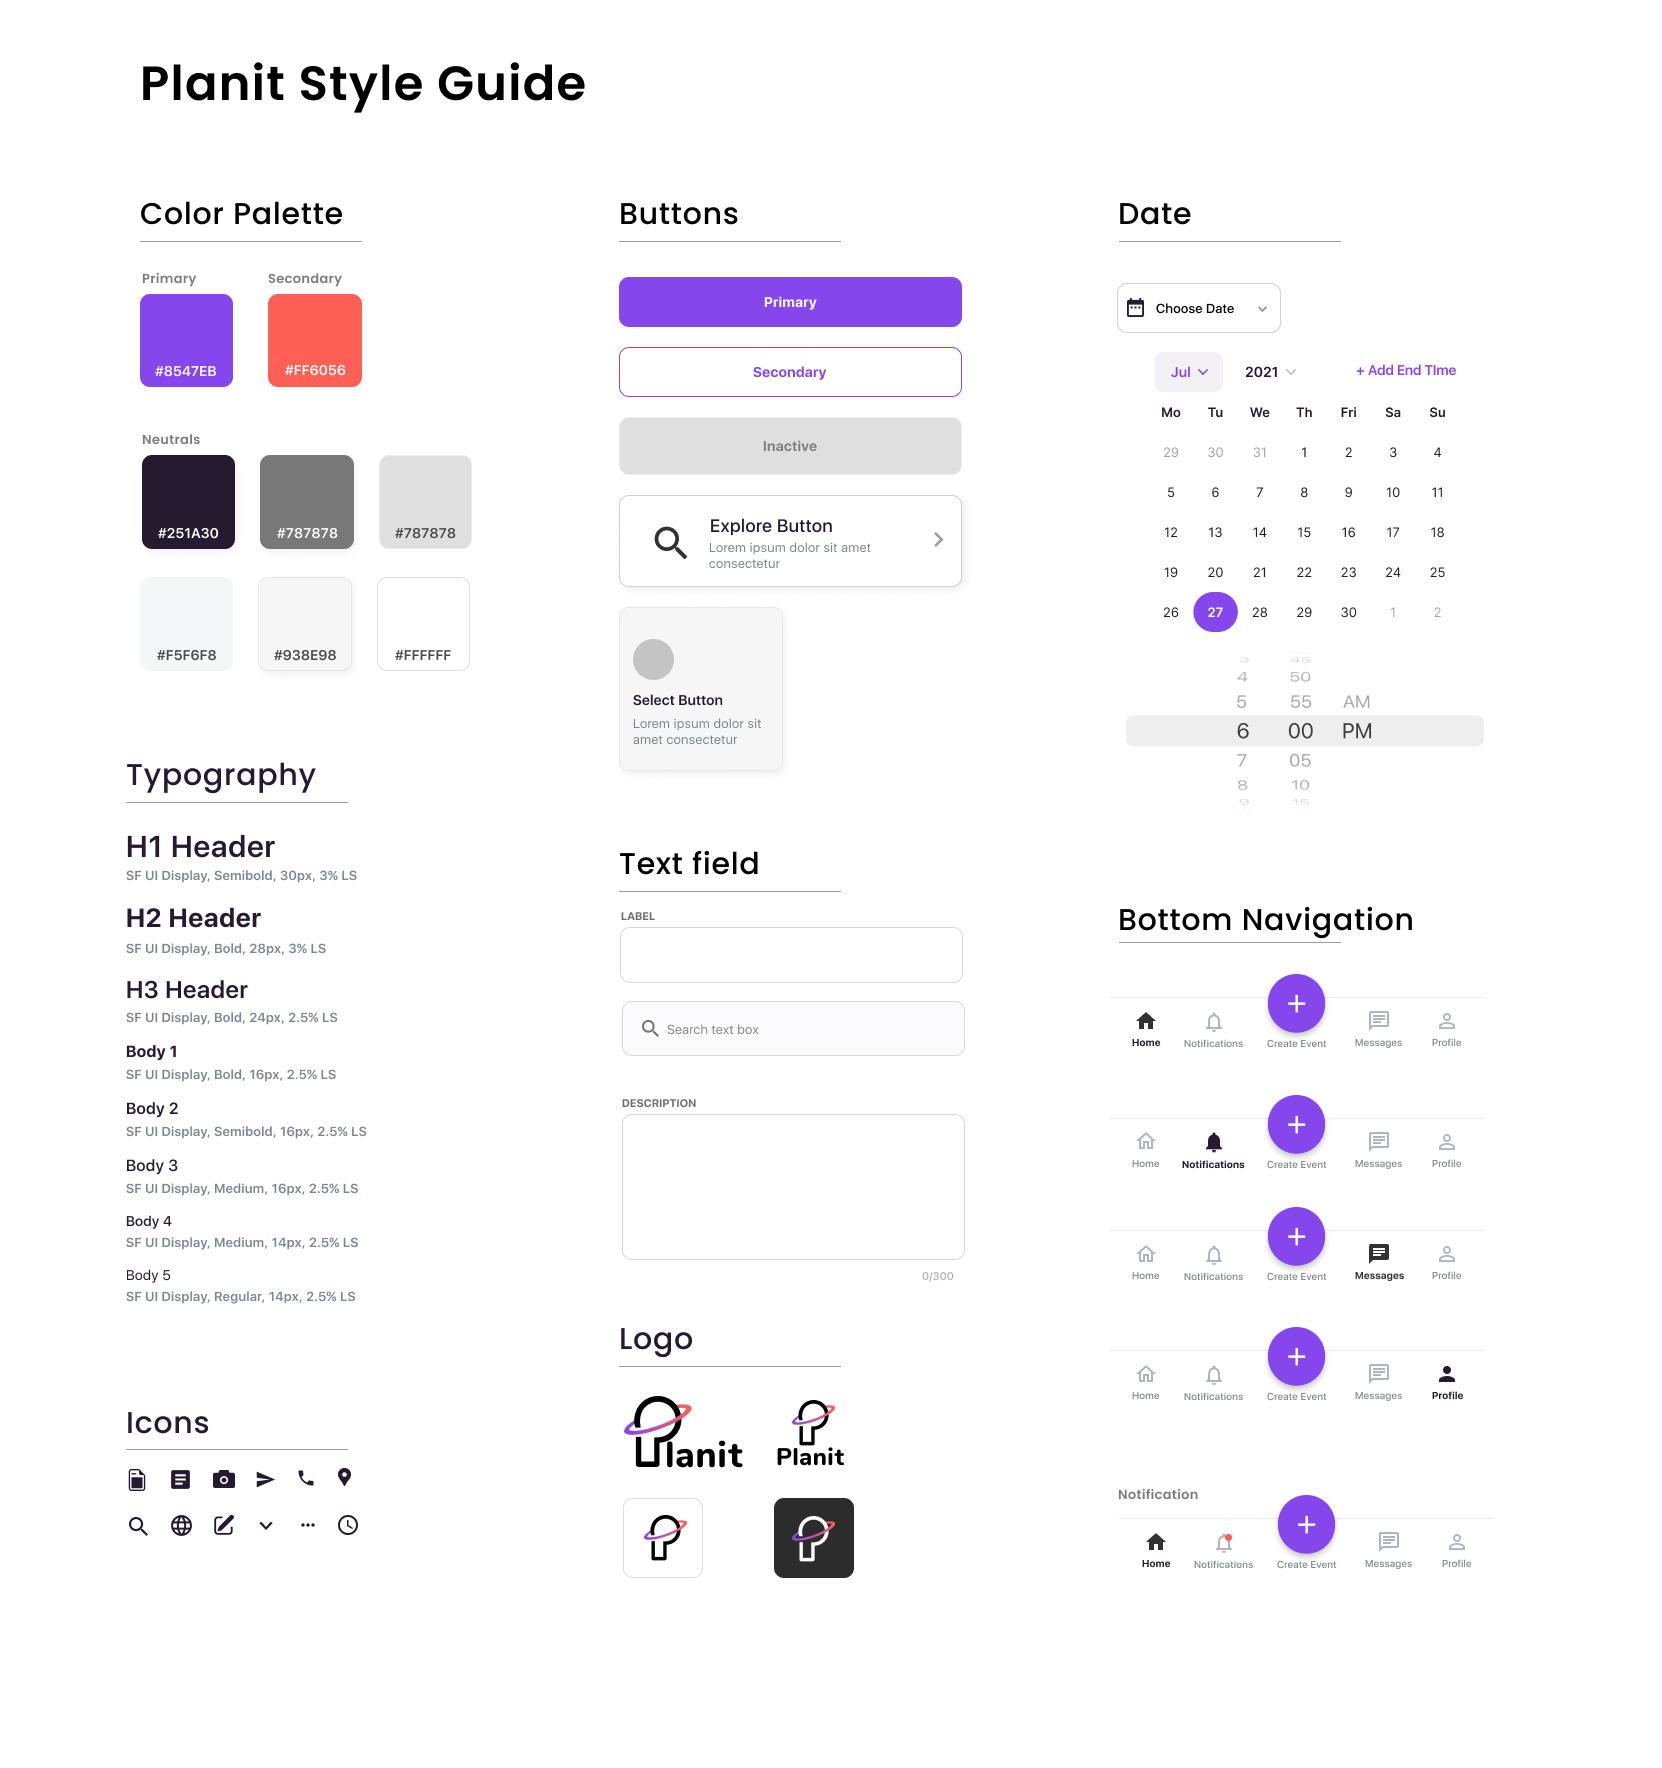 Planit Style Guide
Color Palette
Primary
Secondary
#8547EB
#FF6056
Neutrals
#251A30
#787878
#787878
#F5F6F8
#938E98
#FFFFFF
Typography
H1 Header
SF UI Display, Semibold, 30px, 3% LS
H2 Header
SF UI Display, Bold, 28px, 3% LS
H3 Header
SF UI Display, Bold, 24px, 2.5% LS
Body 1
SF UI Display, Bold, 16px, 2.5% LS
Body 2
SF UI Display, Semibold, 16px, 2.5% LS
Body 3
SF UI Display, Medium, 16px, 2.5% LS
Body 4
SF UI Display, Medium, 14px, 2.5% LS
Body 5
SF UI Display, Regular, 14px, 2.5% LS
Icons
Buttons
Primary
Secondary
Inactive
Explore Button
Lorem ipsum dolor sit amet
consectetur
Select Button
Lorem ipsum dolor sit
amet consectetur
Text field
LABEL
Search text box
DESCRIPTION
0/300
Logo
Planit
Planit
Date
Choose Date
Jul 2021 + Add End TIme
Mo Tu We Th Fri Sa Su
29 30 31 1 2 3 4
5 6 7 8 9 10 11
12 13 14 15 16 17 18
19 20 21 22 23 24 25
26 27 28 29 30 1 2
3 45
4 50
5 55 AM
6 00 PM
7 05
8 10
9 15
Bottom Navigation
Home Notifications Create Event Messages Profile
Home Notifications Create Event Messages Profile
Home Notifications Create Event Messages Profile
Home Notifications Create Event Messages Profile
Notification
Home Notifications Create Event Messages Profile